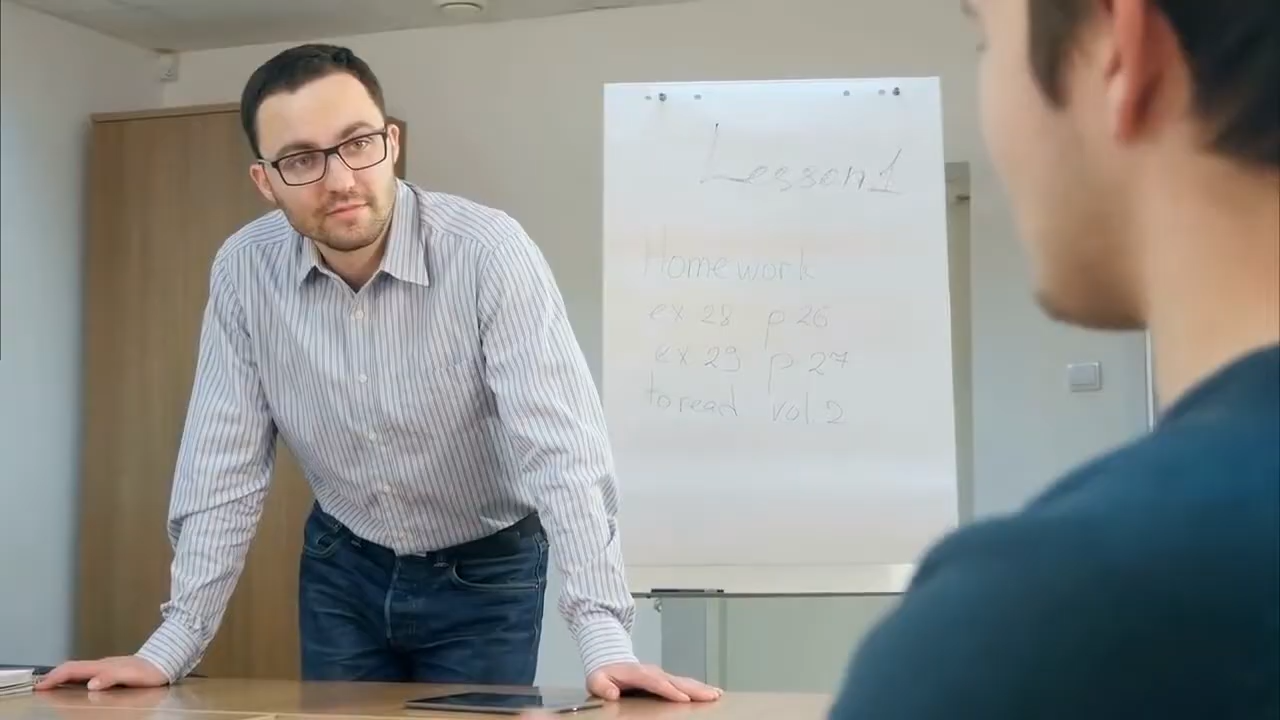 Lesson 1
Homework
ex 28 p 26
ex 29 p 27
to read vol. 2